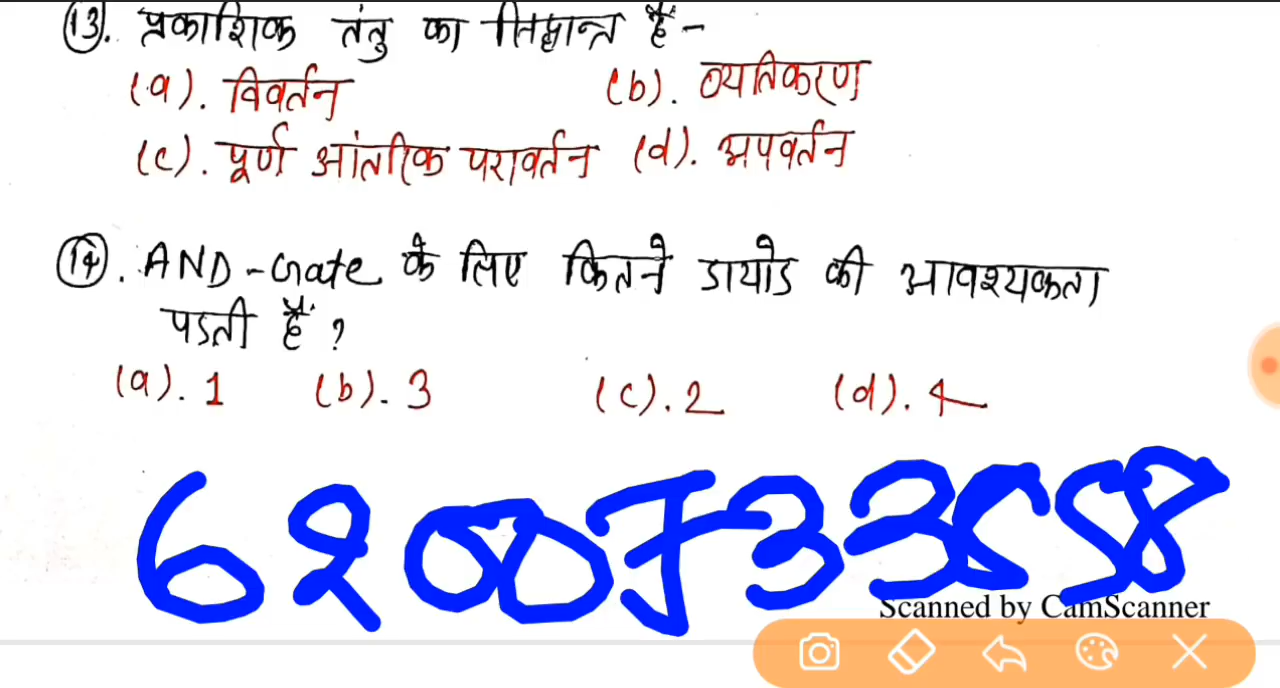 13. प्रकाशिक तंतु का सिद्धान्त है -
(a). विवर्तन (b). व्यतिकरण
(c). पूर्ण आंतरिक परावर्तन (d). अपवर्तन
14. AND-Gate के लिए कितने डायोड की आवश्यकता
पड़ती है ?
(a). 1 (b). 3 (c). 2 (d). 4
6200733558
Scanned by CamScanner